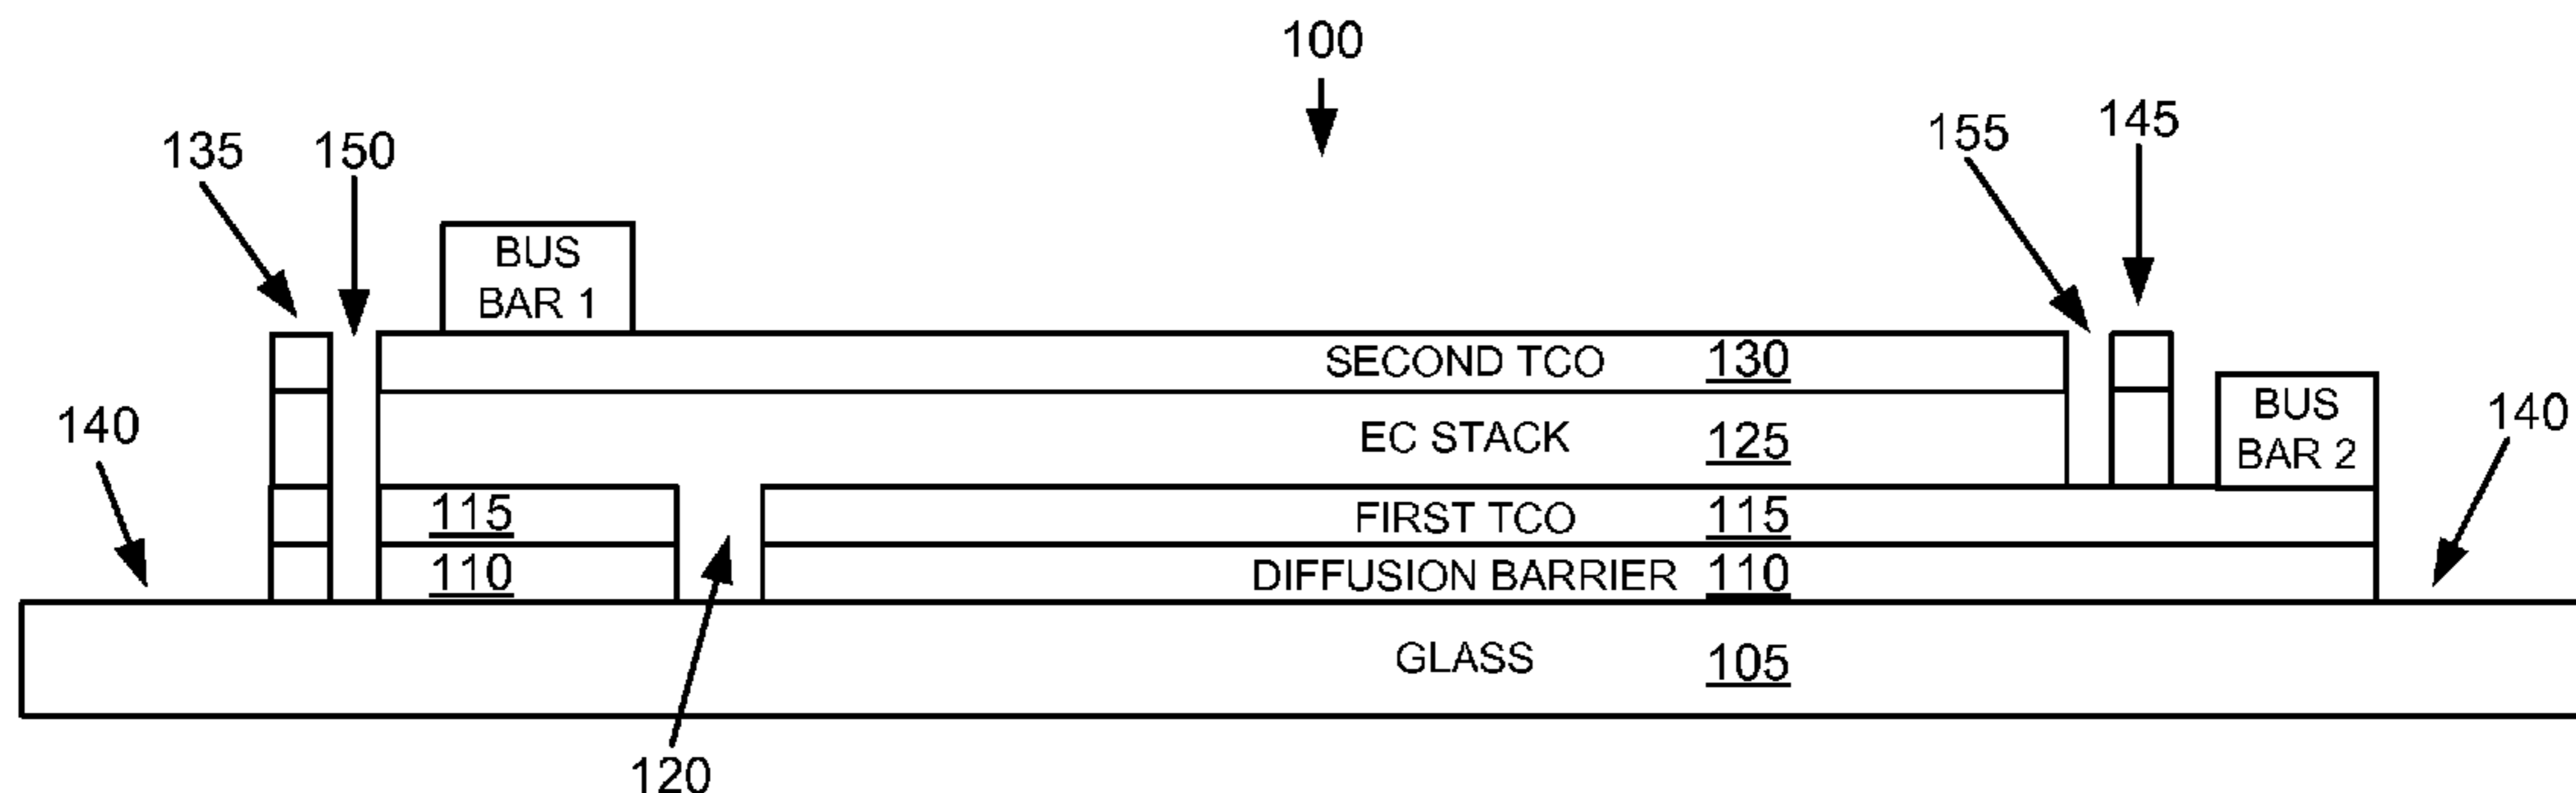 100
135 150
155 145
BUS
BAR 1
SECOND TCO 130
140
EC STACK 125
BUS
BAR 2
140
115
FIRST TCO 115
110
DIFFUSION BARRIER 110
GLASS 105
120